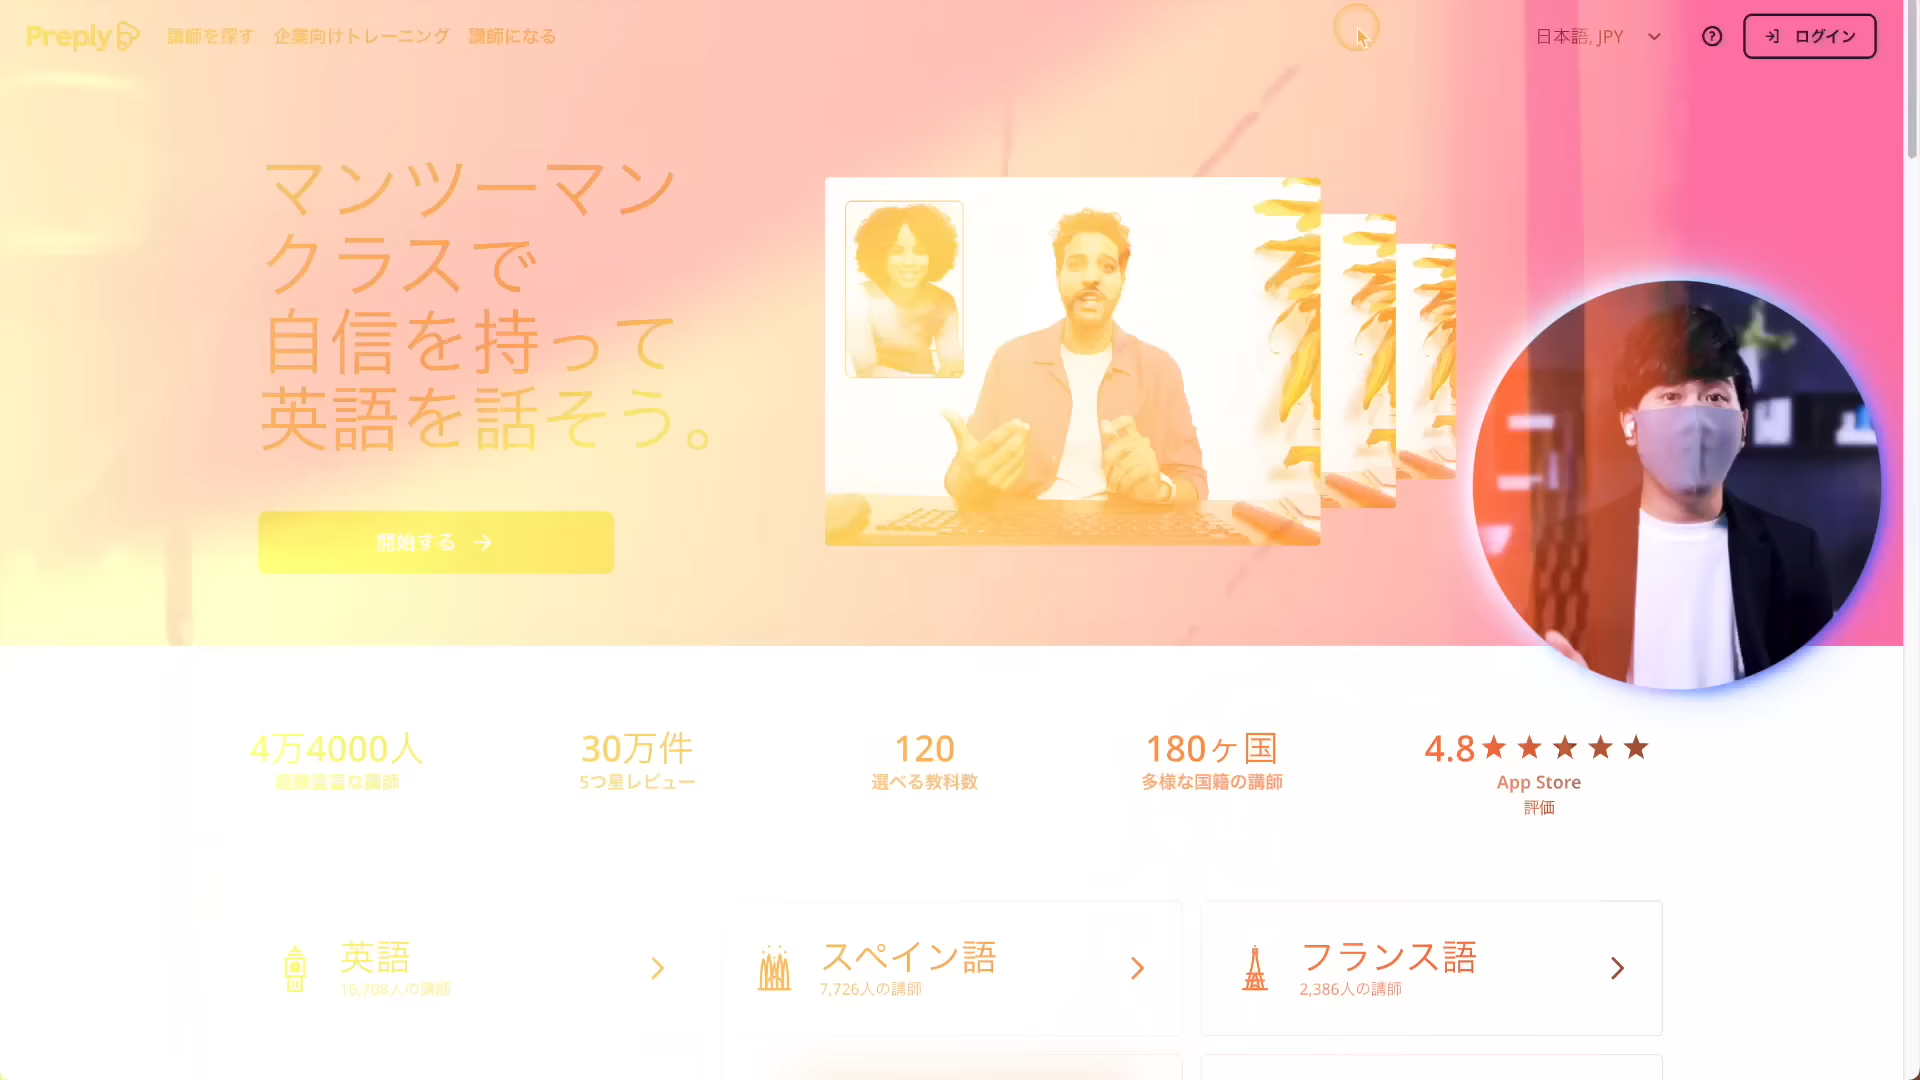 Preply
講師を探す 企業向けトレーニング 講師になる
日本語, JPY
ログイン
マンツーマン
クラスで
自信を持って
英語を話そう。
開始する →
4万4000人
経験豊富な講師
30万件
5つ星レビュー
120
選べる教科数
180ヶ国
多様な国籍の講師
4.8★★★★★
App Store
評価
英語
16,708人の講師
スペイン語
7,726人の講師
フランス語
2,386人の講師